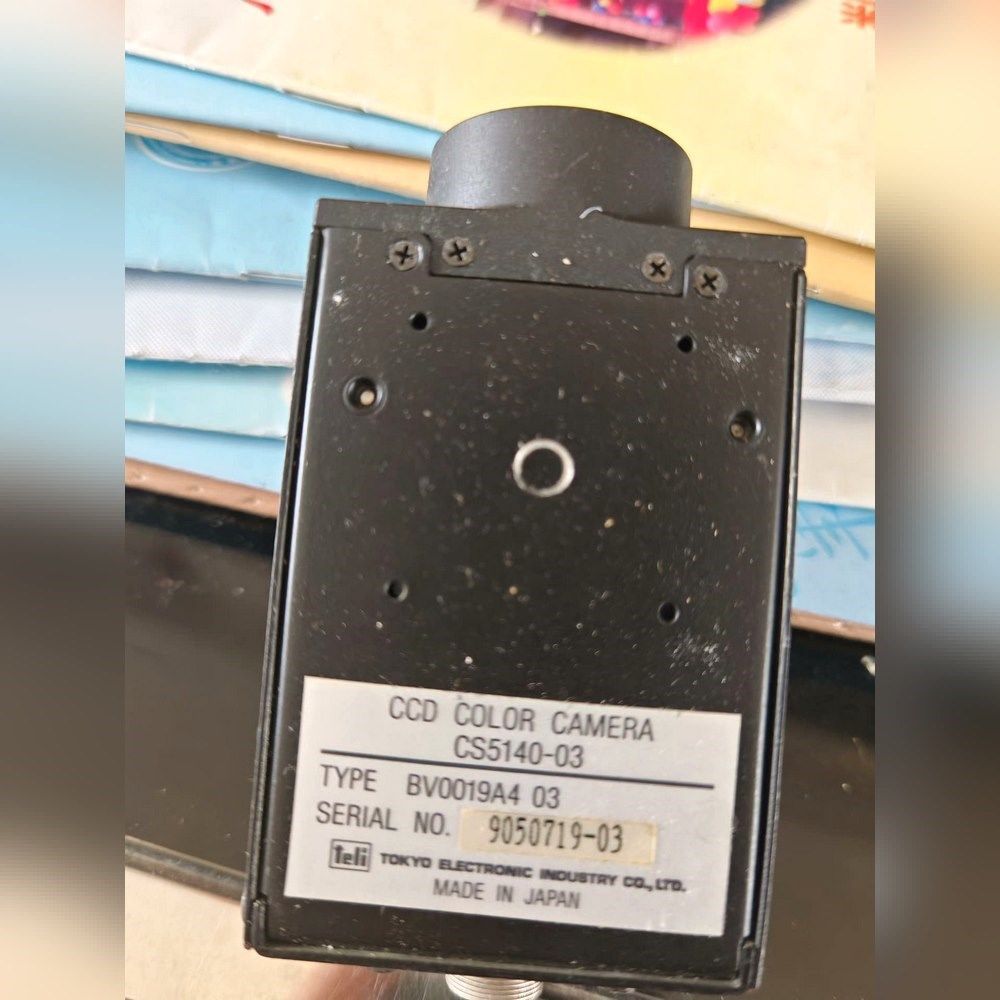 CCD COLOR CAMERA
CS5140-03
TYPE BV0019A4 03
SERIAL NO. 9050719-03
Teli TOKYO ELECTRONIC INDUSTRY CO., LTD.
MADE IN JAPAN